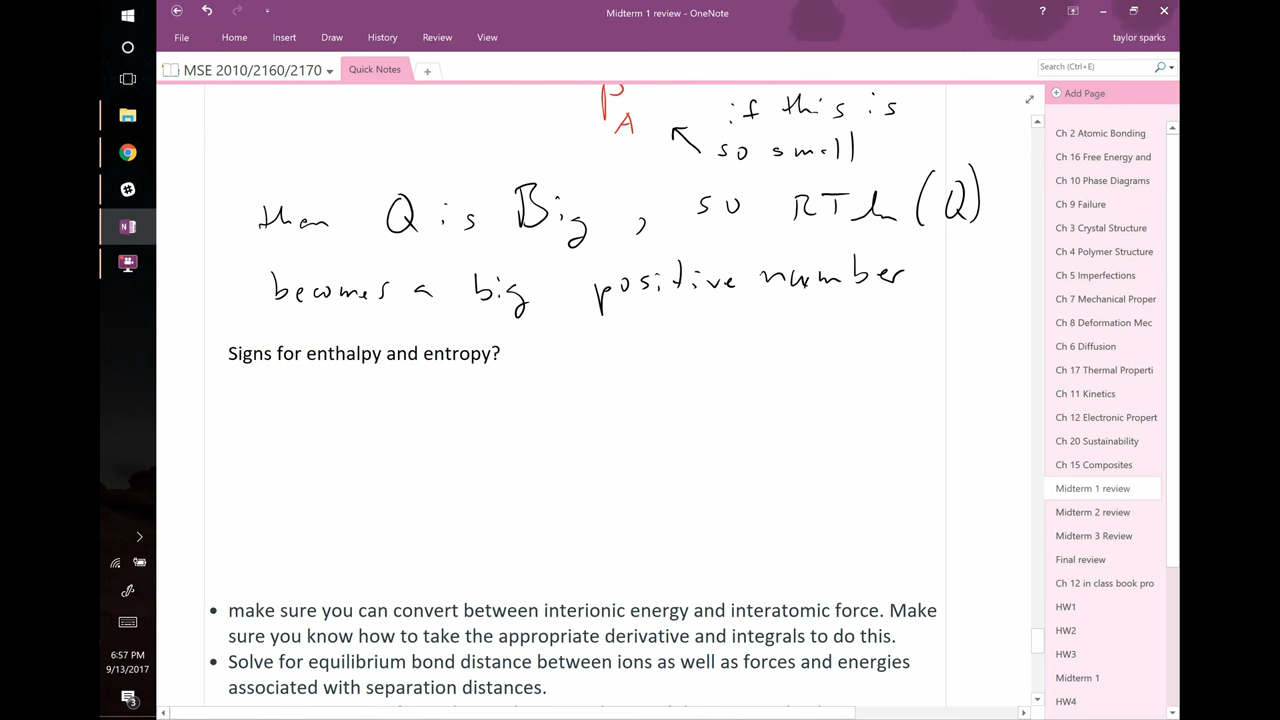 Midterm 1 review - OneNote
?
File
Home
Insert
Draw
History
Review
View
taylor sparks
MSE 2010/2160/2170
Quick Notes
+
Search (Ctrl+E)
Add Page
P
A
if this is
so small
then Q is Big, so RT ln(Q)
becomes a big positive number
Signs for enthalpy and entropy?
• make sure you can convert between interionic energy and interatomic force. Make
sure you know how to take the appropriate derivative and integrals to do this.
• Solve for equilibrium bond distance between ions as well as forces and energies
associated with separation distances.
Ch 2 Atomic Bonding
Ch 16 Free Energy and
Ch 10 Phase Diagrams
Ch 9 Failure
Ch 3 Crystal Structure
Ch 4 Polymer Structure
Ch 5 Imperfections
Ch 7 Mechanical Proper
Ch 8 Deformation Mec
Ch 6 Diffusion
Ch 17 Thermal Properti
Ch 11 Kinetics
Ch 12 Electronic Propert
Ch 20 Sustainability
Ch 15 Composites
Midterm 1 review
Midterm 2 review
Midterm 3 Review
Final review
Ch 12 in class book pro
HW1
HW2
HW3
Midterm 1
HW4
6:57 PM
9/13/2017
3